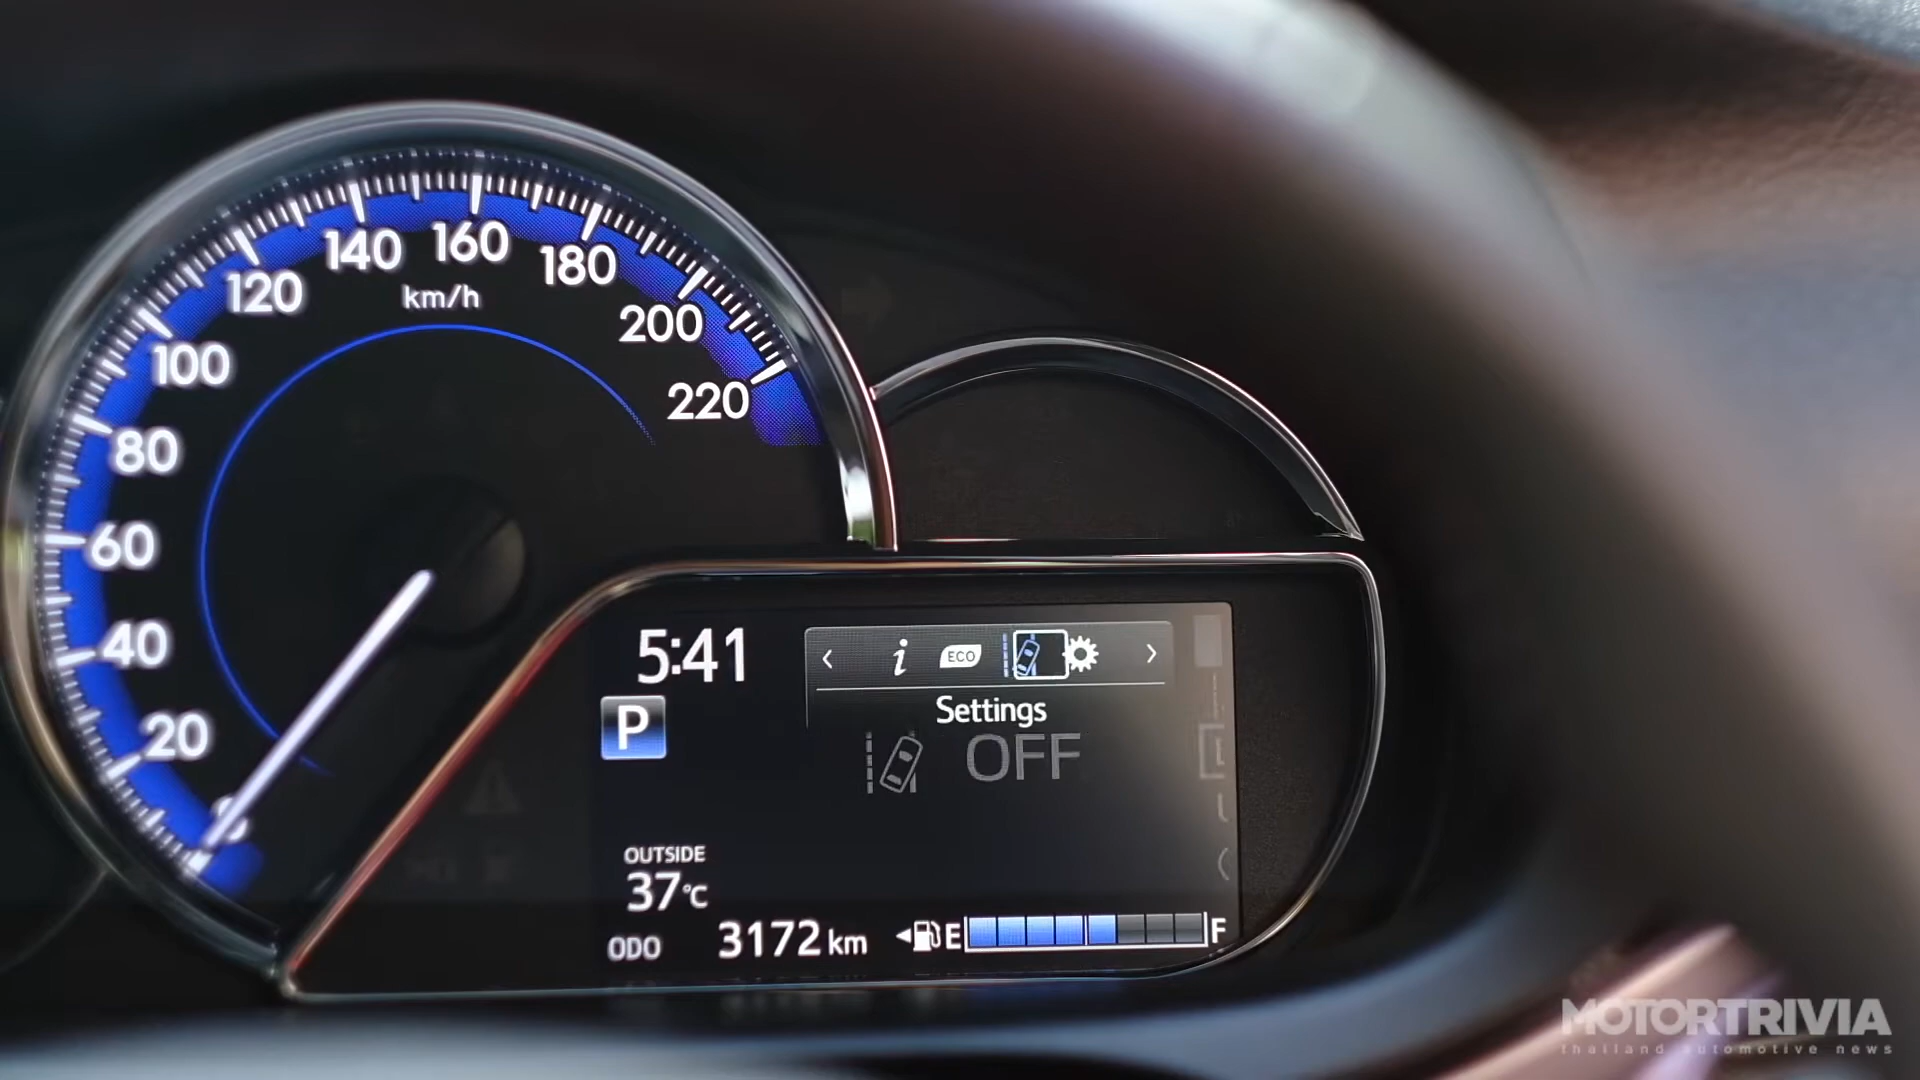 0
20
40
60
80
100
120
140
160
180
200
220
km/h
5:41
P
i
ECO
Settings
OFF
OUTSIDE
37°C
ODO 3172 km
E F
MOTORTRIVIA
thailand automotive news